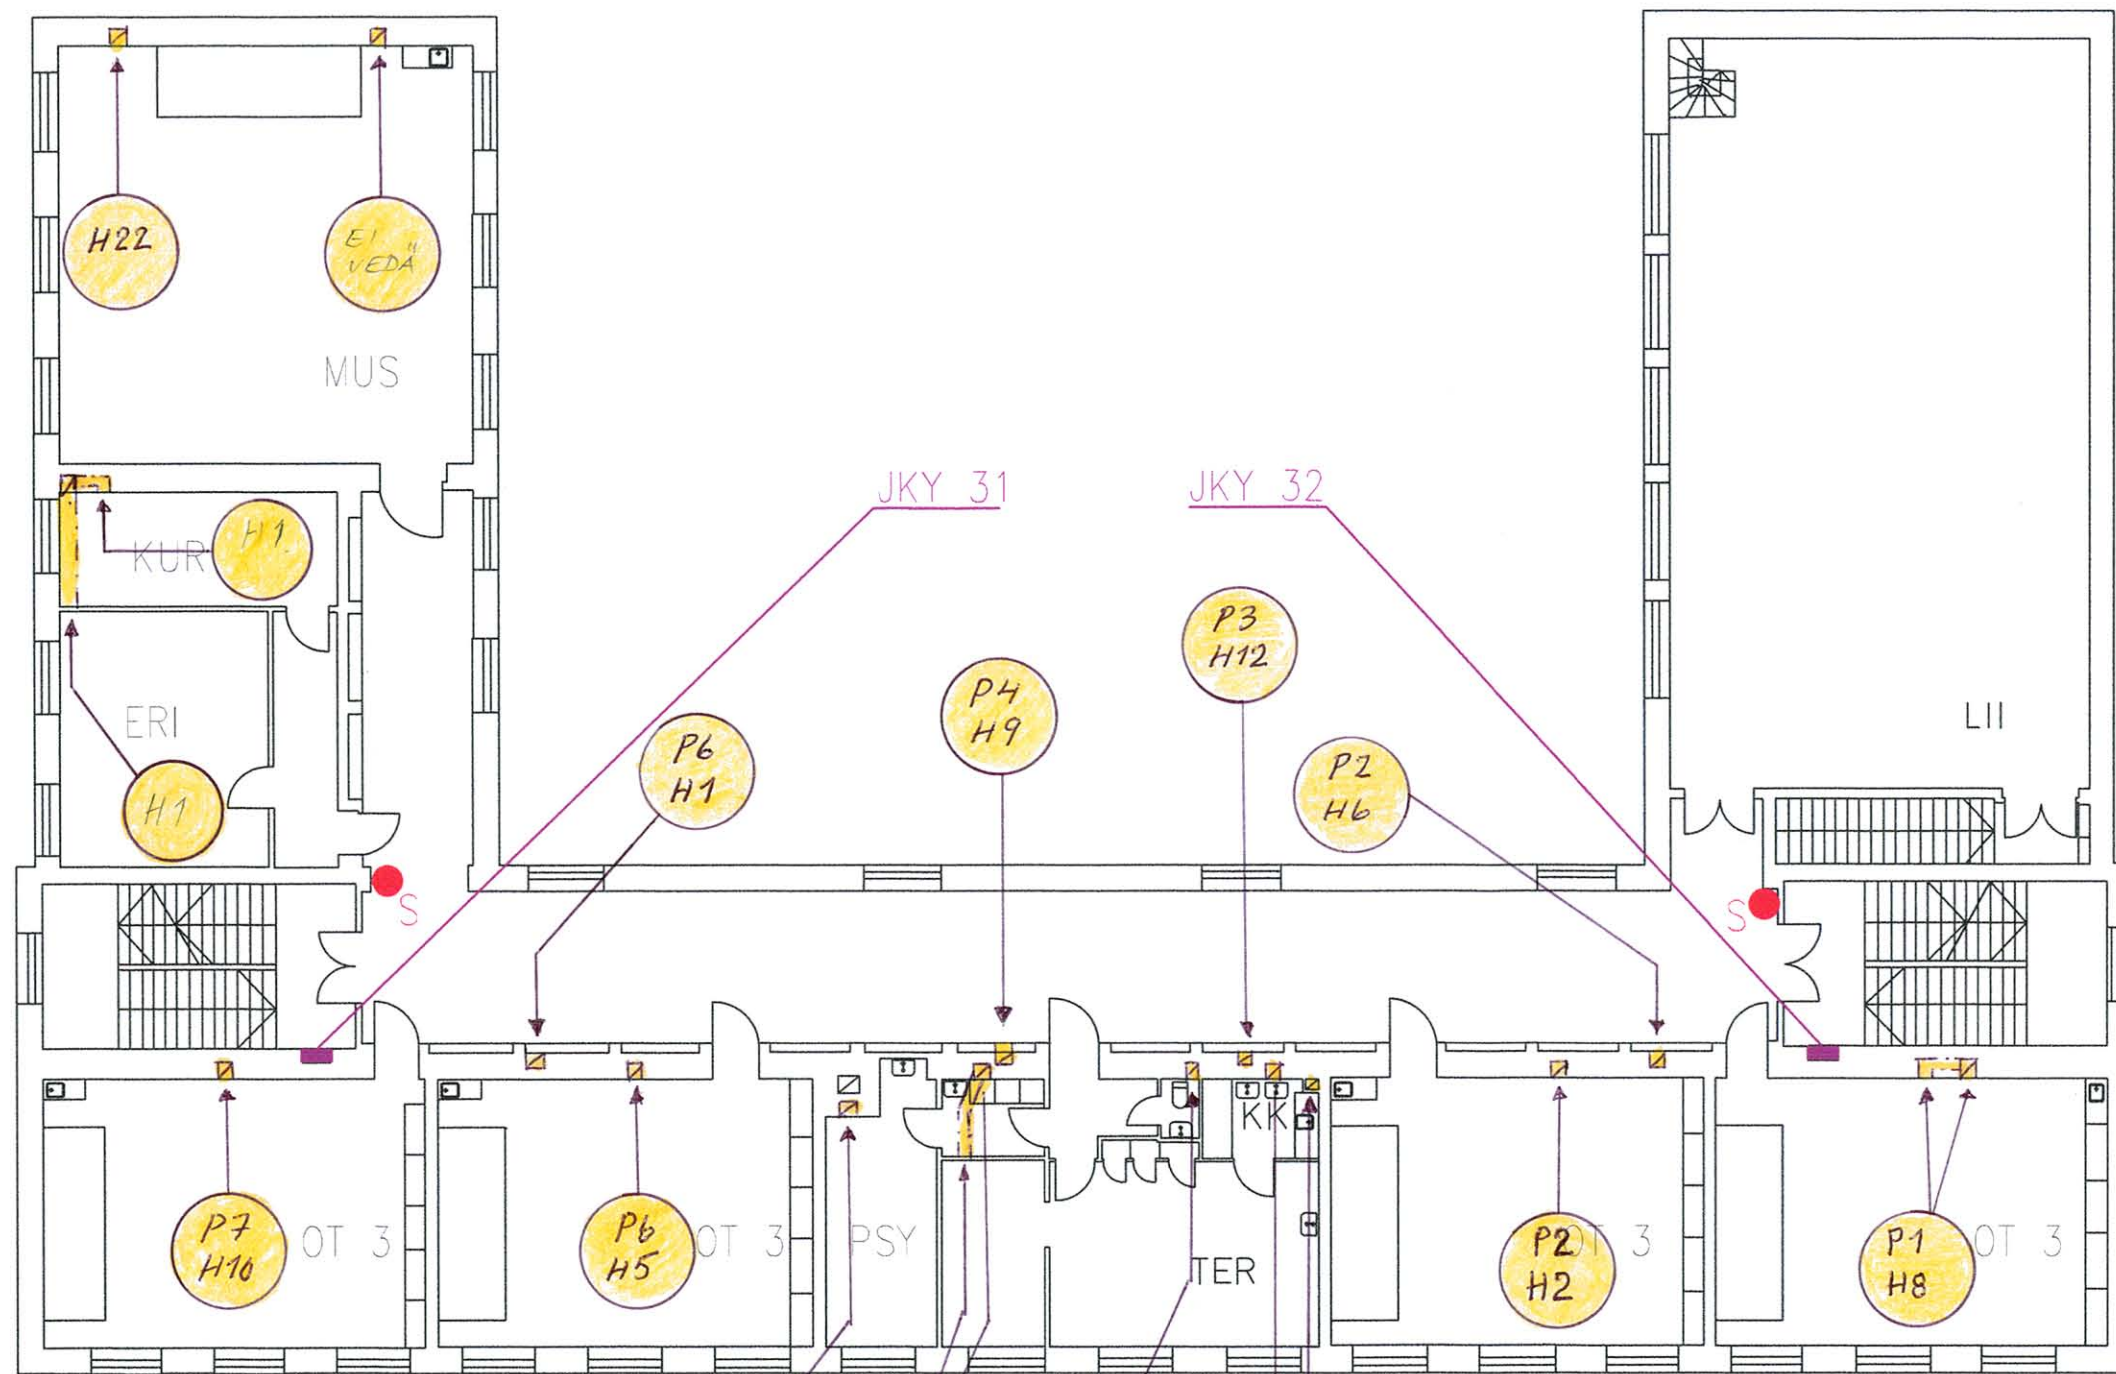 H22
EI
VEDÄ
MUS
JKY 31
JKY 32
H1
KUR
P3
H12
P4
H9
LII
ERI
P6
H1
P2
H6
H1
S
S
KK
P7
H10
OT 3
P6
H5
OT 3
PSY
TER
P2
H2
OT 3
P1
H8
OT 3